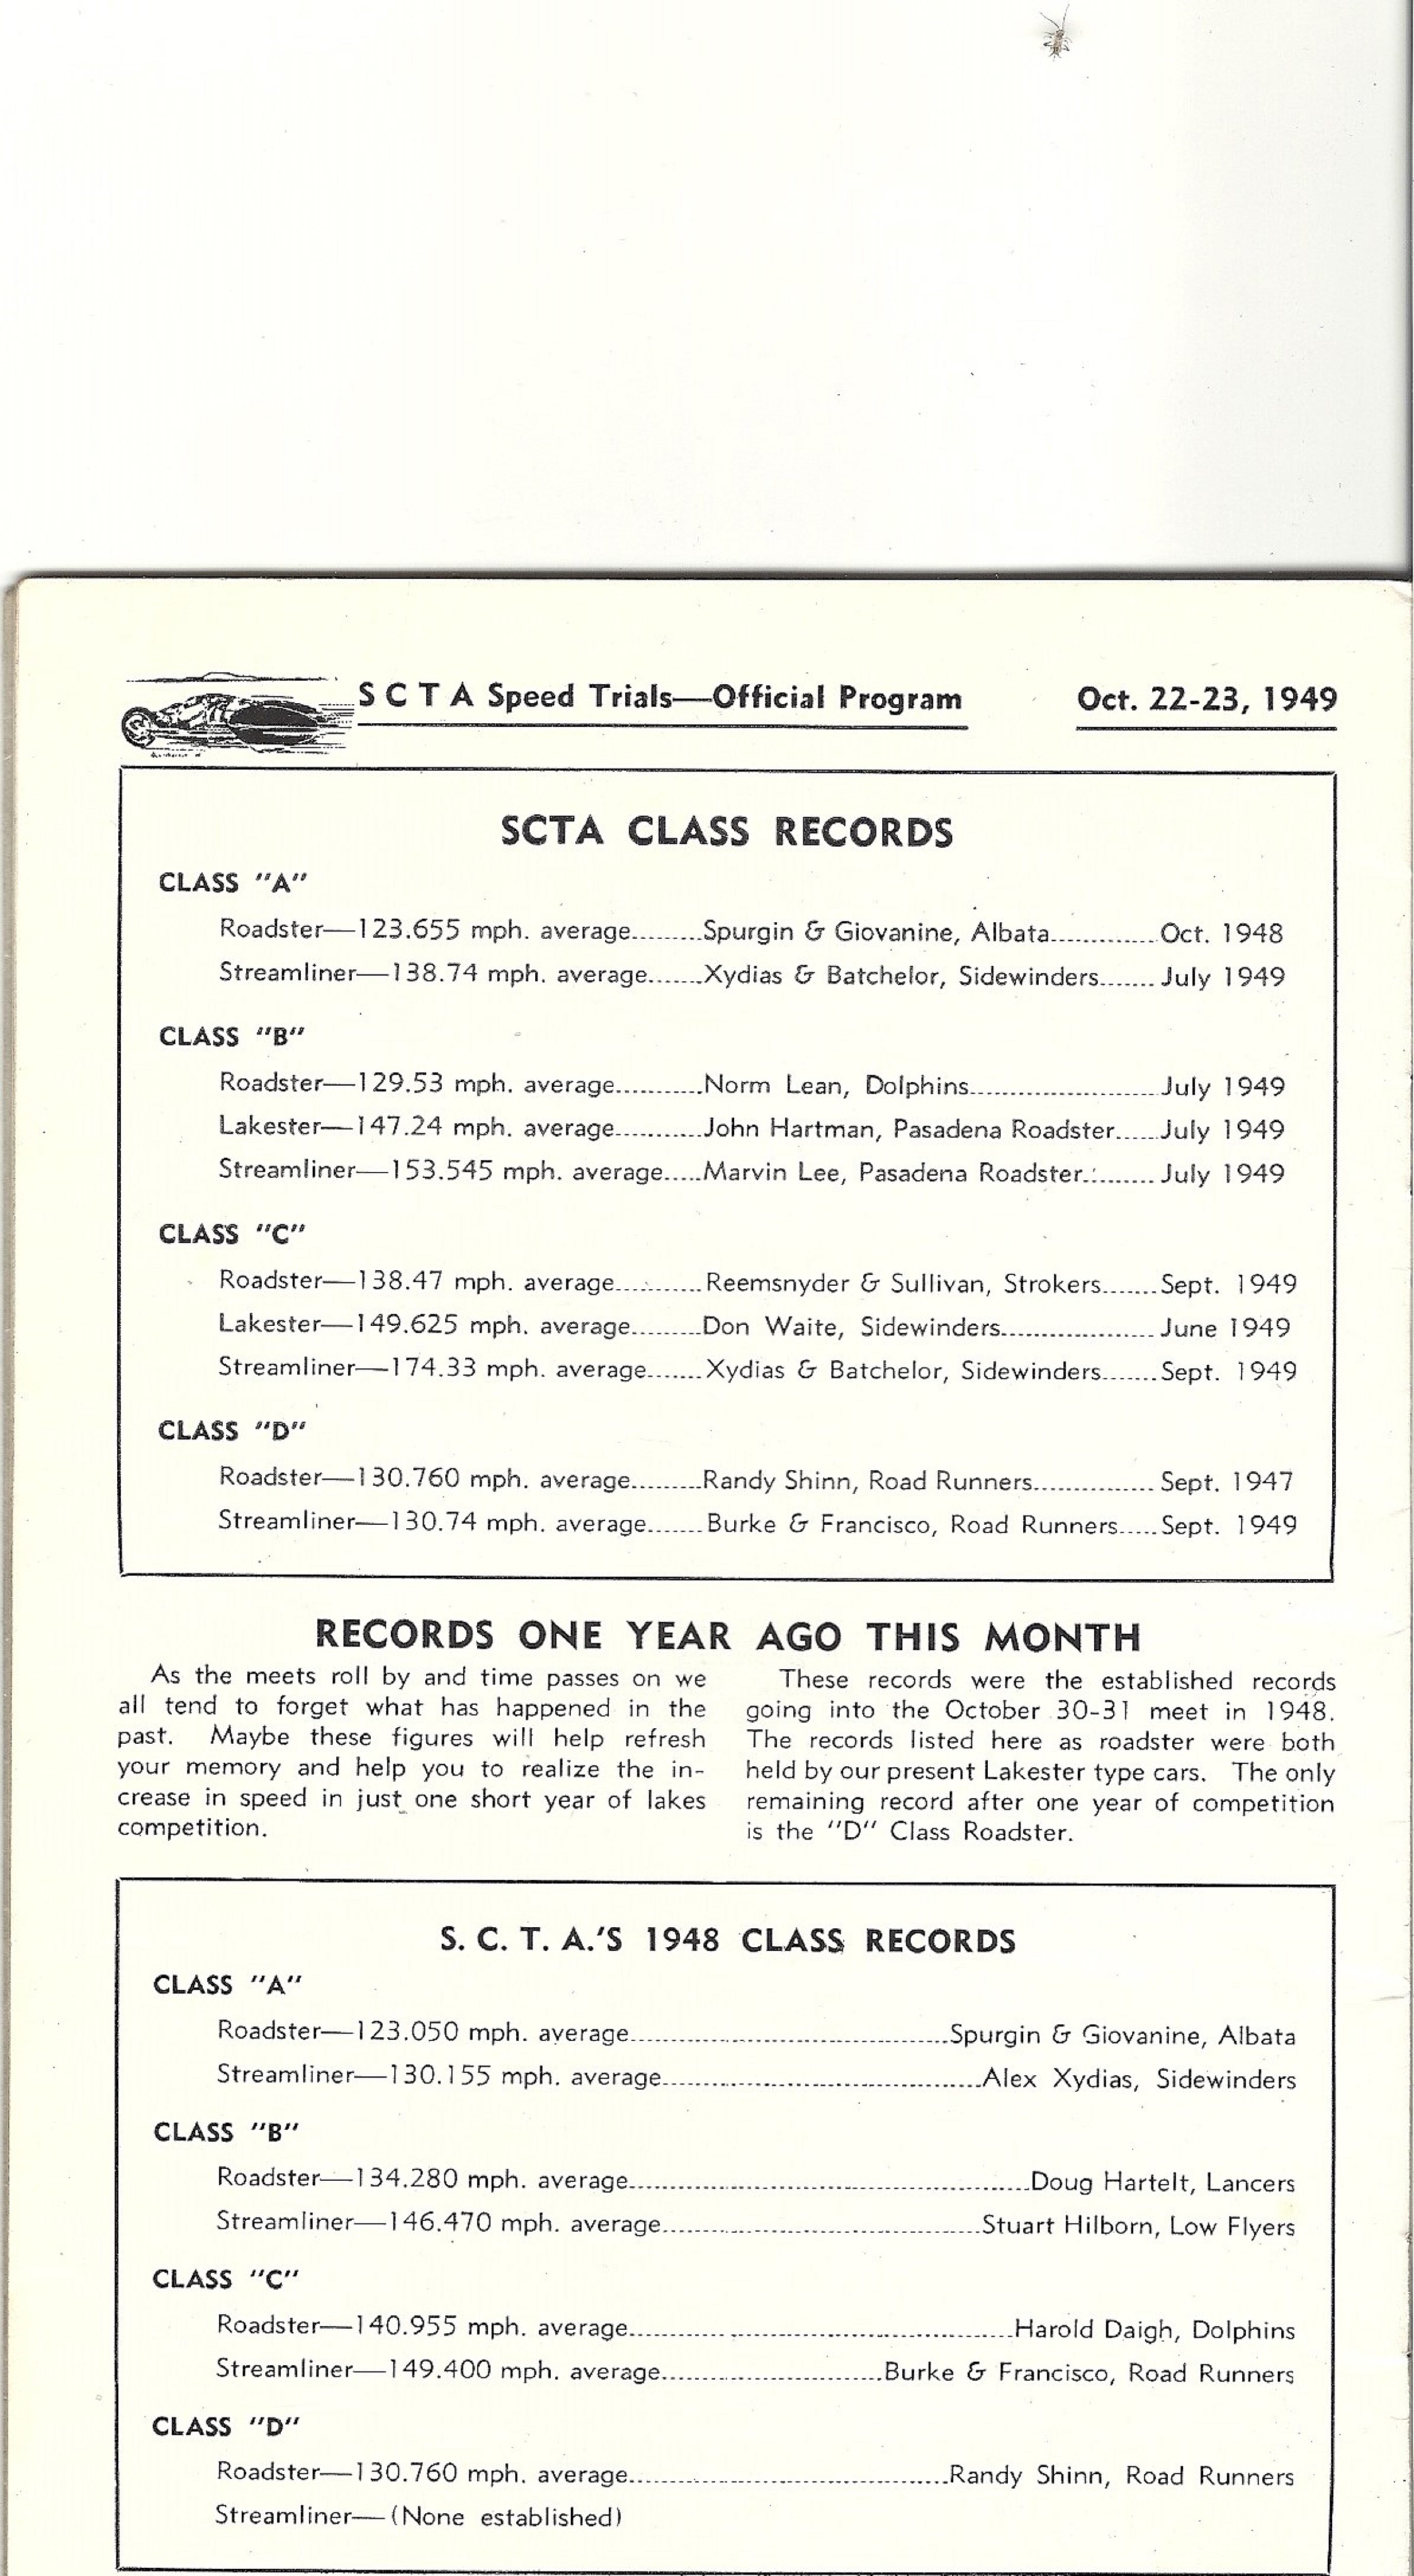 S C T A Speed Trials—Official Program Oct. 22-23, 1949
SCTA CLASS RECORDS
CLASS "A"
Roadster—123.655 mph. average.........Spurgin & Giovanine, Albata.............Oct. 1948
Streamliner—138.74 mph. average.......Xydias & Batchelor, Sidewinders.......July 1949
CLASS "B"
Roadster—129.53 mph. average...........Norm Lean, Dolphins........................July 1949
Lakester—147.24 mph. average...........John Hartman, Pasadena Roadster......July 1949
Streamliner—153.545 mph. average.....Marvin Lee, Pasadena Roadster.........July 1949
CLASS "C"
Roadster—138.47 mph. average...........Reemsnyder & Sullivan, Strokers.......Sept. 1949
Lakester—149.625 mph. average.........Don Waite, Sidewinders...................June 1949
Streamliner—174.33 mph. average.......Xydias & Batchelor, Sidewinders.......Sept. 1949
CLASS "D"
Roadster—130.760 mph. average.........Randy Shinn, Road Runners...............Sept. 1947
Streamliner—130.74 mph. average.......Burke & Francisco, Road Runners.....Sept. 1949
RECORDS ONE YEAR AGO THIS MONTH
As the meets roll by and time passes on we
all tend to forget what has happened in the
past. Maybe these figures will help refresh
your memory and help you to realize the in-
crease in speed in just one short year of lakes
competition.
These records were the established records
going into the October 30-31 meet in 1948.
The records listed here as roadster were both
held by our present Lakester type cars. The only
remaining record after one year of competition
is the "D" Class Roadster.
S. C. T. A.'S 1948 CLASS RECORDS
CLASS "A"
Roadster—123.050 mph. average........................................Spurgin & Giovanine, Albata
Streamliner—130.155 mph. average........................................Alex Xydias, Sidewinders
CLASS "B"
Roadster—134.280 mph. average..................................................Doug Hartelt, Lancers
Streamliner—146.470 mph. average........................................Stuart Hilborn, Low Flyers
CLASS "C"
Roadster—140.955 mph. average................................................Harold Daigh, Dolphins
Streamliner—149.400 mph. average............................Burke & Francisco, Road Runners
CLASS "D"
Roadster—130.760 mph. average........................................Randy Shinn, Road Runners
Streamliner—(None established)